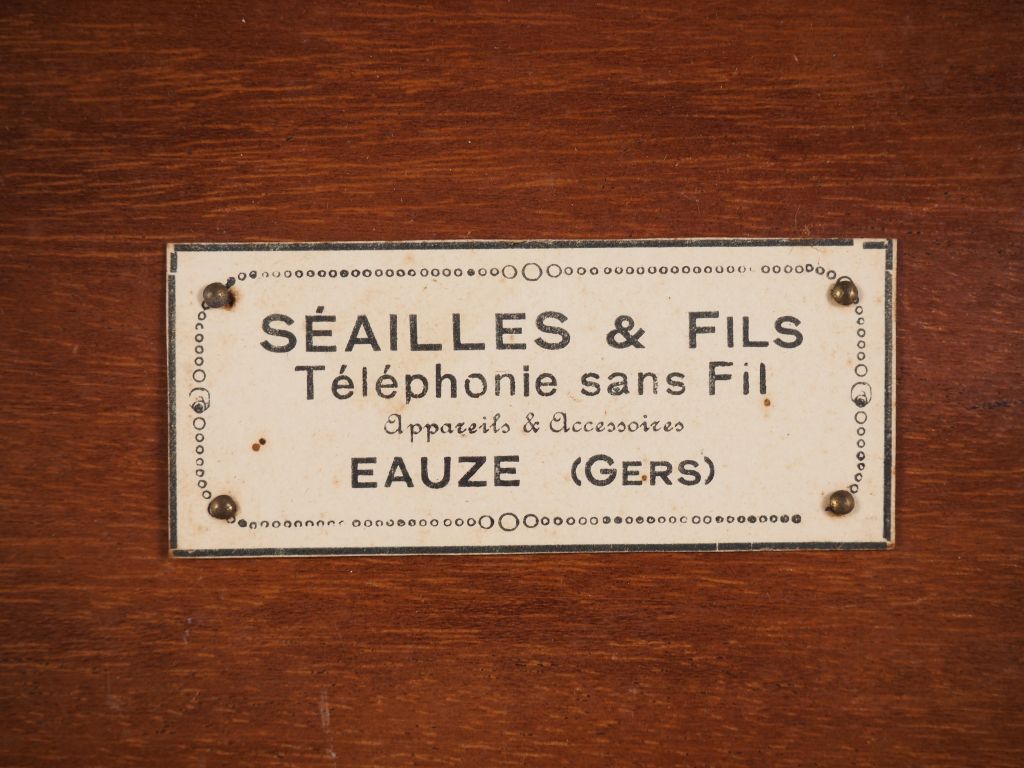 SÉAILLES & FILS
Téléphonie sans Fil
Appareils & Accessoires
EAUZE (GERS)